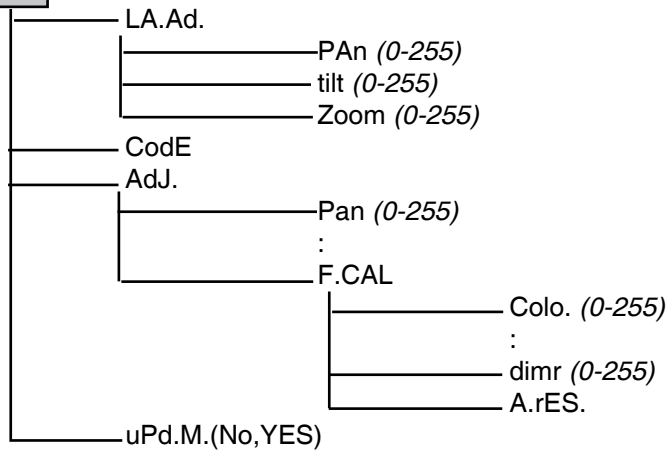 LA.Ad.
PAn (0-255)
tilt (0-255)
Zoom (0-255)
CodE
AdJ.
Pan (0-255)
:
F.CAL
Colo. (0-255)
:
dimr (0-255)
A.rES.
uPd.M.(No,YES)